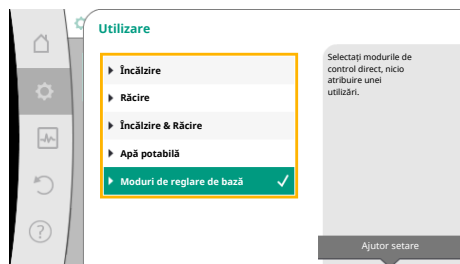 Utilizare
Încălzire
Răcire
Încălzire & Răcire
Apă potabilă
Moduri de reglare de bază
Selectați modurile de
control direct, nicio
atribuire unei
utilizări.
Ajutor setare